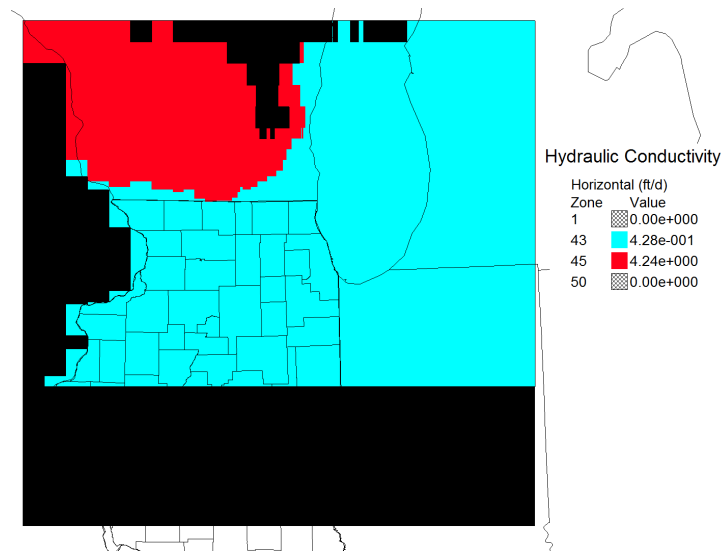 Hydraulic Conductivity
Horizontal (ft/d)
Zone Value
1 0.00e+000
43 4.28e-001
45 4.24e+000
50 0.00e+000